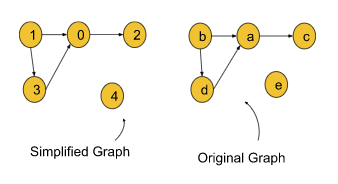 1 0 2 b a c
3 d
4 e
Simplified Graph
Original Graph